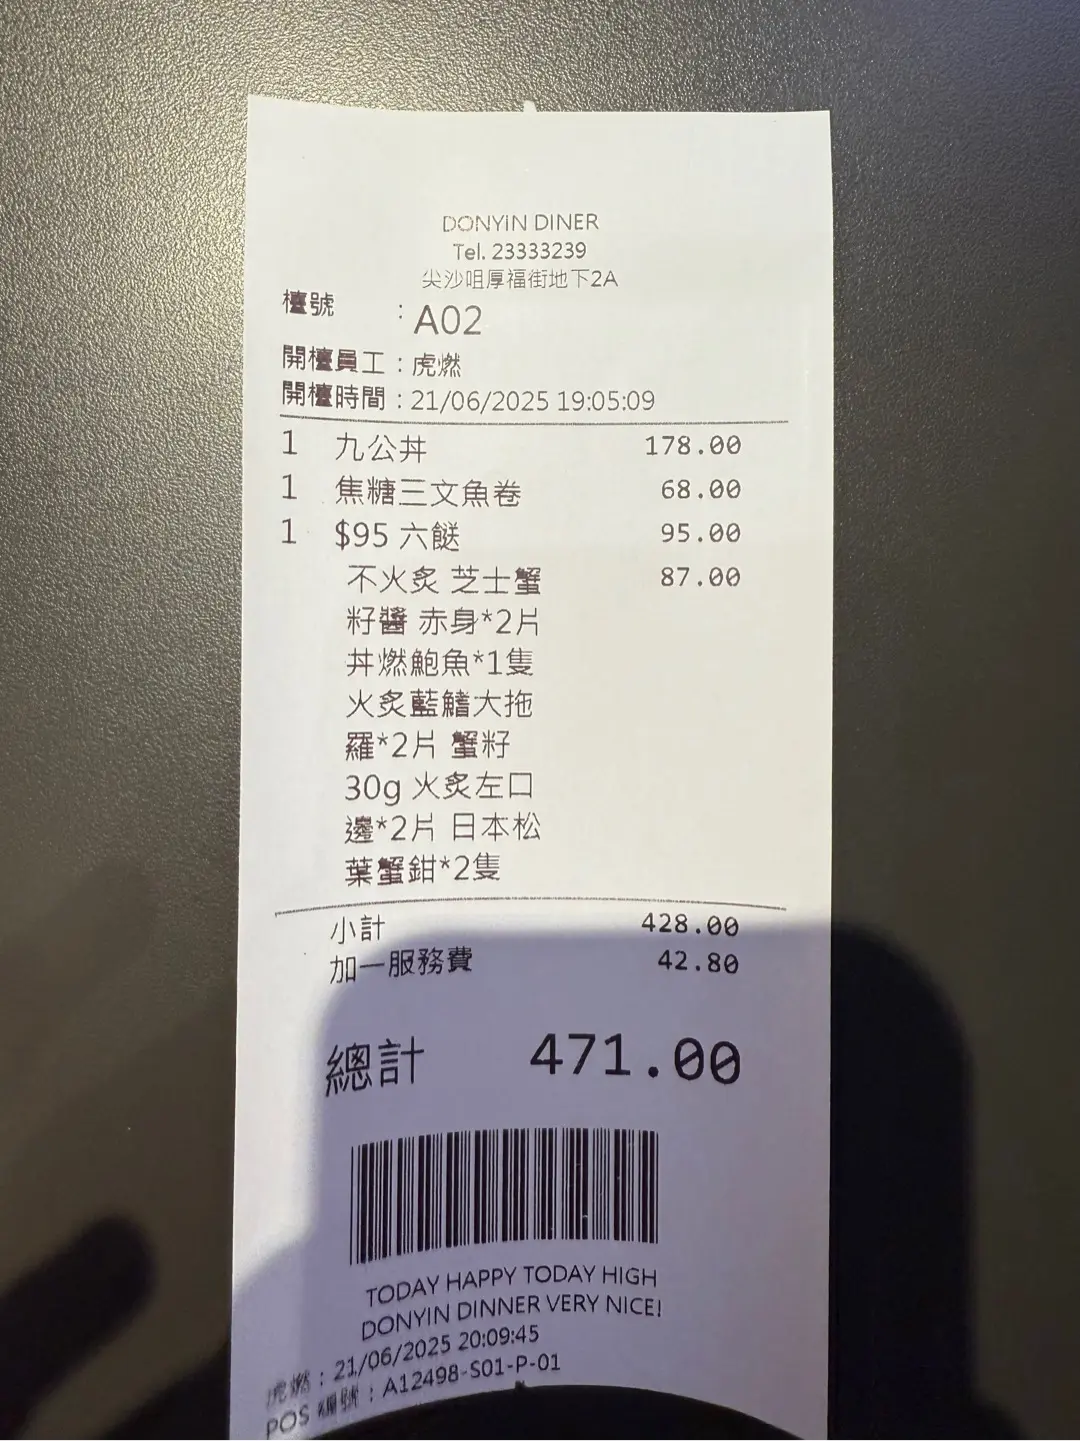 DONYIN DINER
Tel. 23333239
尖沙咀厚福街地下2A
檯號 : A02
開檯員工 : 虎燃
開檯時間 : 21/06/2025 19:05:09
1 九公丼 178.00
1 焦糖三文魚卷 68.00
1 $95 六餸 95.00
不火炙 芝士蟹 87.00
籽醬 赤身*2片
丼燃鮑魚*1隻
火炙藍鰭大拖
羅*2片 蟹籽
30g 火炙左口
邊*2片 日本松
葉蟹鉗*2隻
小計 428.00
加一服務費 42.80
總計 471.00
TODAY HAPPY TODAY HIGH
DONYIN DINNER VERY NICE!
虎燃 : 21/06/2025 20:09:45
POS 編號 : A12498-S01-P-01